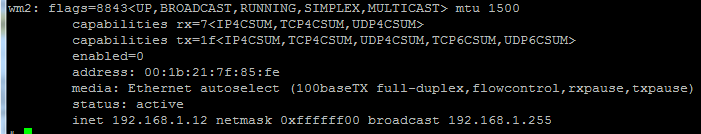 wm2: flags=8843<UP,BROADCAST,RUNNING,SIMPLEX,MULTICAST> mtu 1500
capabilities rx=7<IP4CSUM,TCP4CSUM,UDP4CSUM>
capabilities tx=1f<IP4CSUM,TCP4CSUM,UDP4CSUM,TCP6CSUM,UDP6CSUM>
enabled=0
address: 00:1b:21:7f:85:fe
media: Ethernet autoselect (100baseTX full-duplex,flowcontrol,rxpause,txpause)
status: active
inet 192.168.1.12 netmask 0xffffff00 broadcast 192.168.1.255